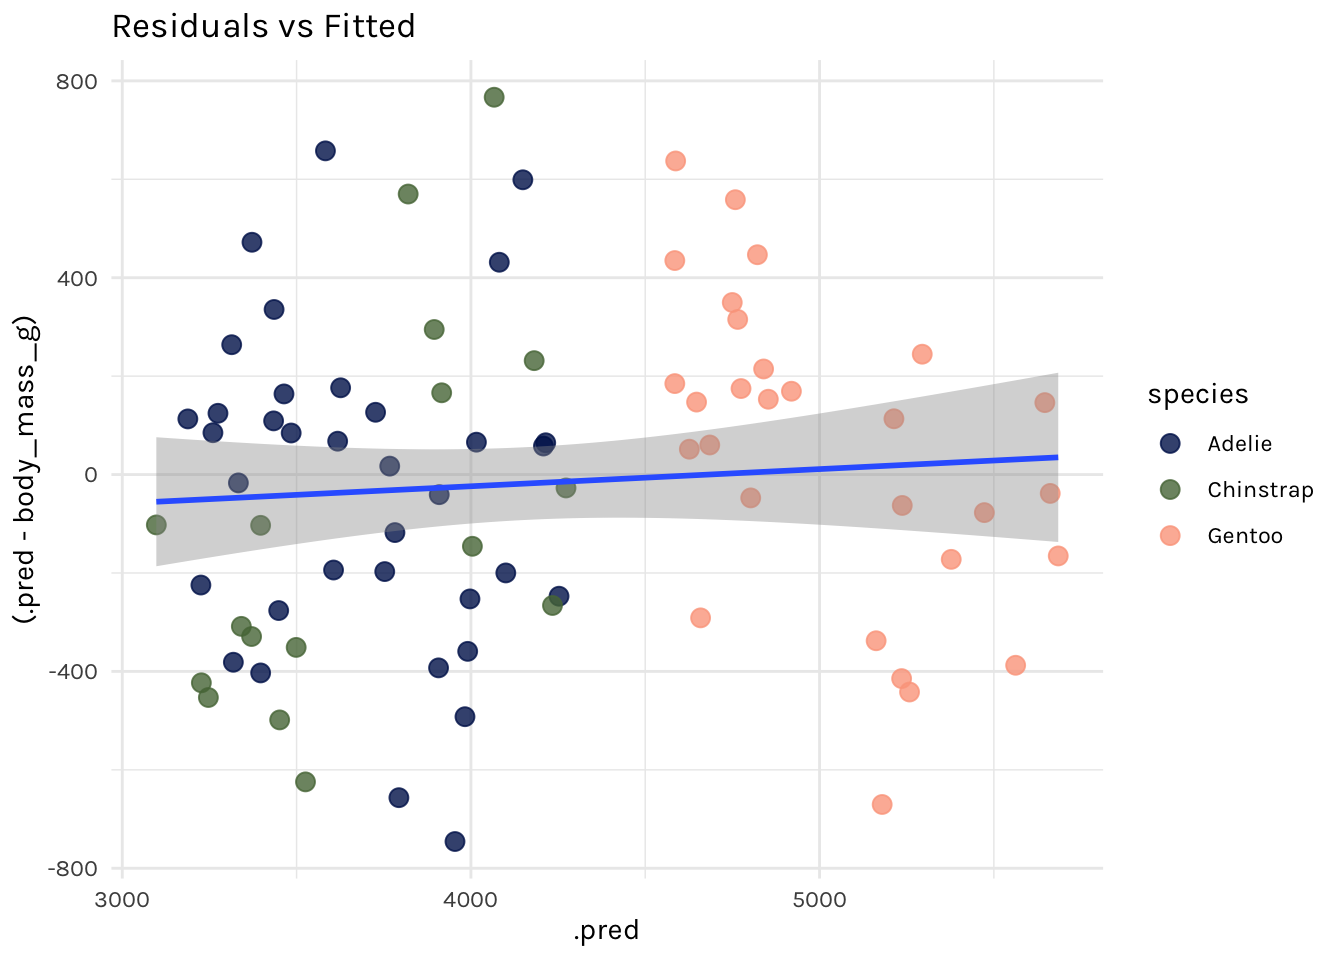 Residuals vs Fitted
800
400
0
-400
-800
(.pred - body_mass_g)
3000
4000
5000
.pred
species
Adelie
Chinstrap
Gentoo